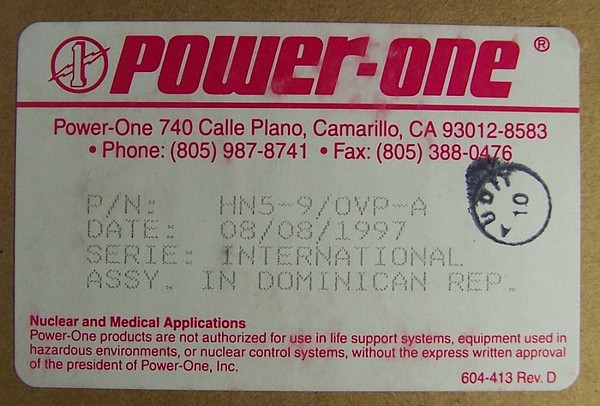 1 POWER-ONE ®
Power-One 740 Calle Plano, Camarillo, CA 93012-8583
• Phone: (805) 987-8741 • Fax: (805) 388-0476
P/N: HN5-9/OVP-A
DATE: 08/08/1997
SERIE: INTERNATIONAL
ASSY. IN DOMINICAN REP.
10
Nuclear and Medical Applications
Power-One products are not authorized for use in life support systems, equipment used in
hazardous environments, or nuclear control systems, without the express written approval
of the president of Power-One, Inc.
604-413 Rev. D